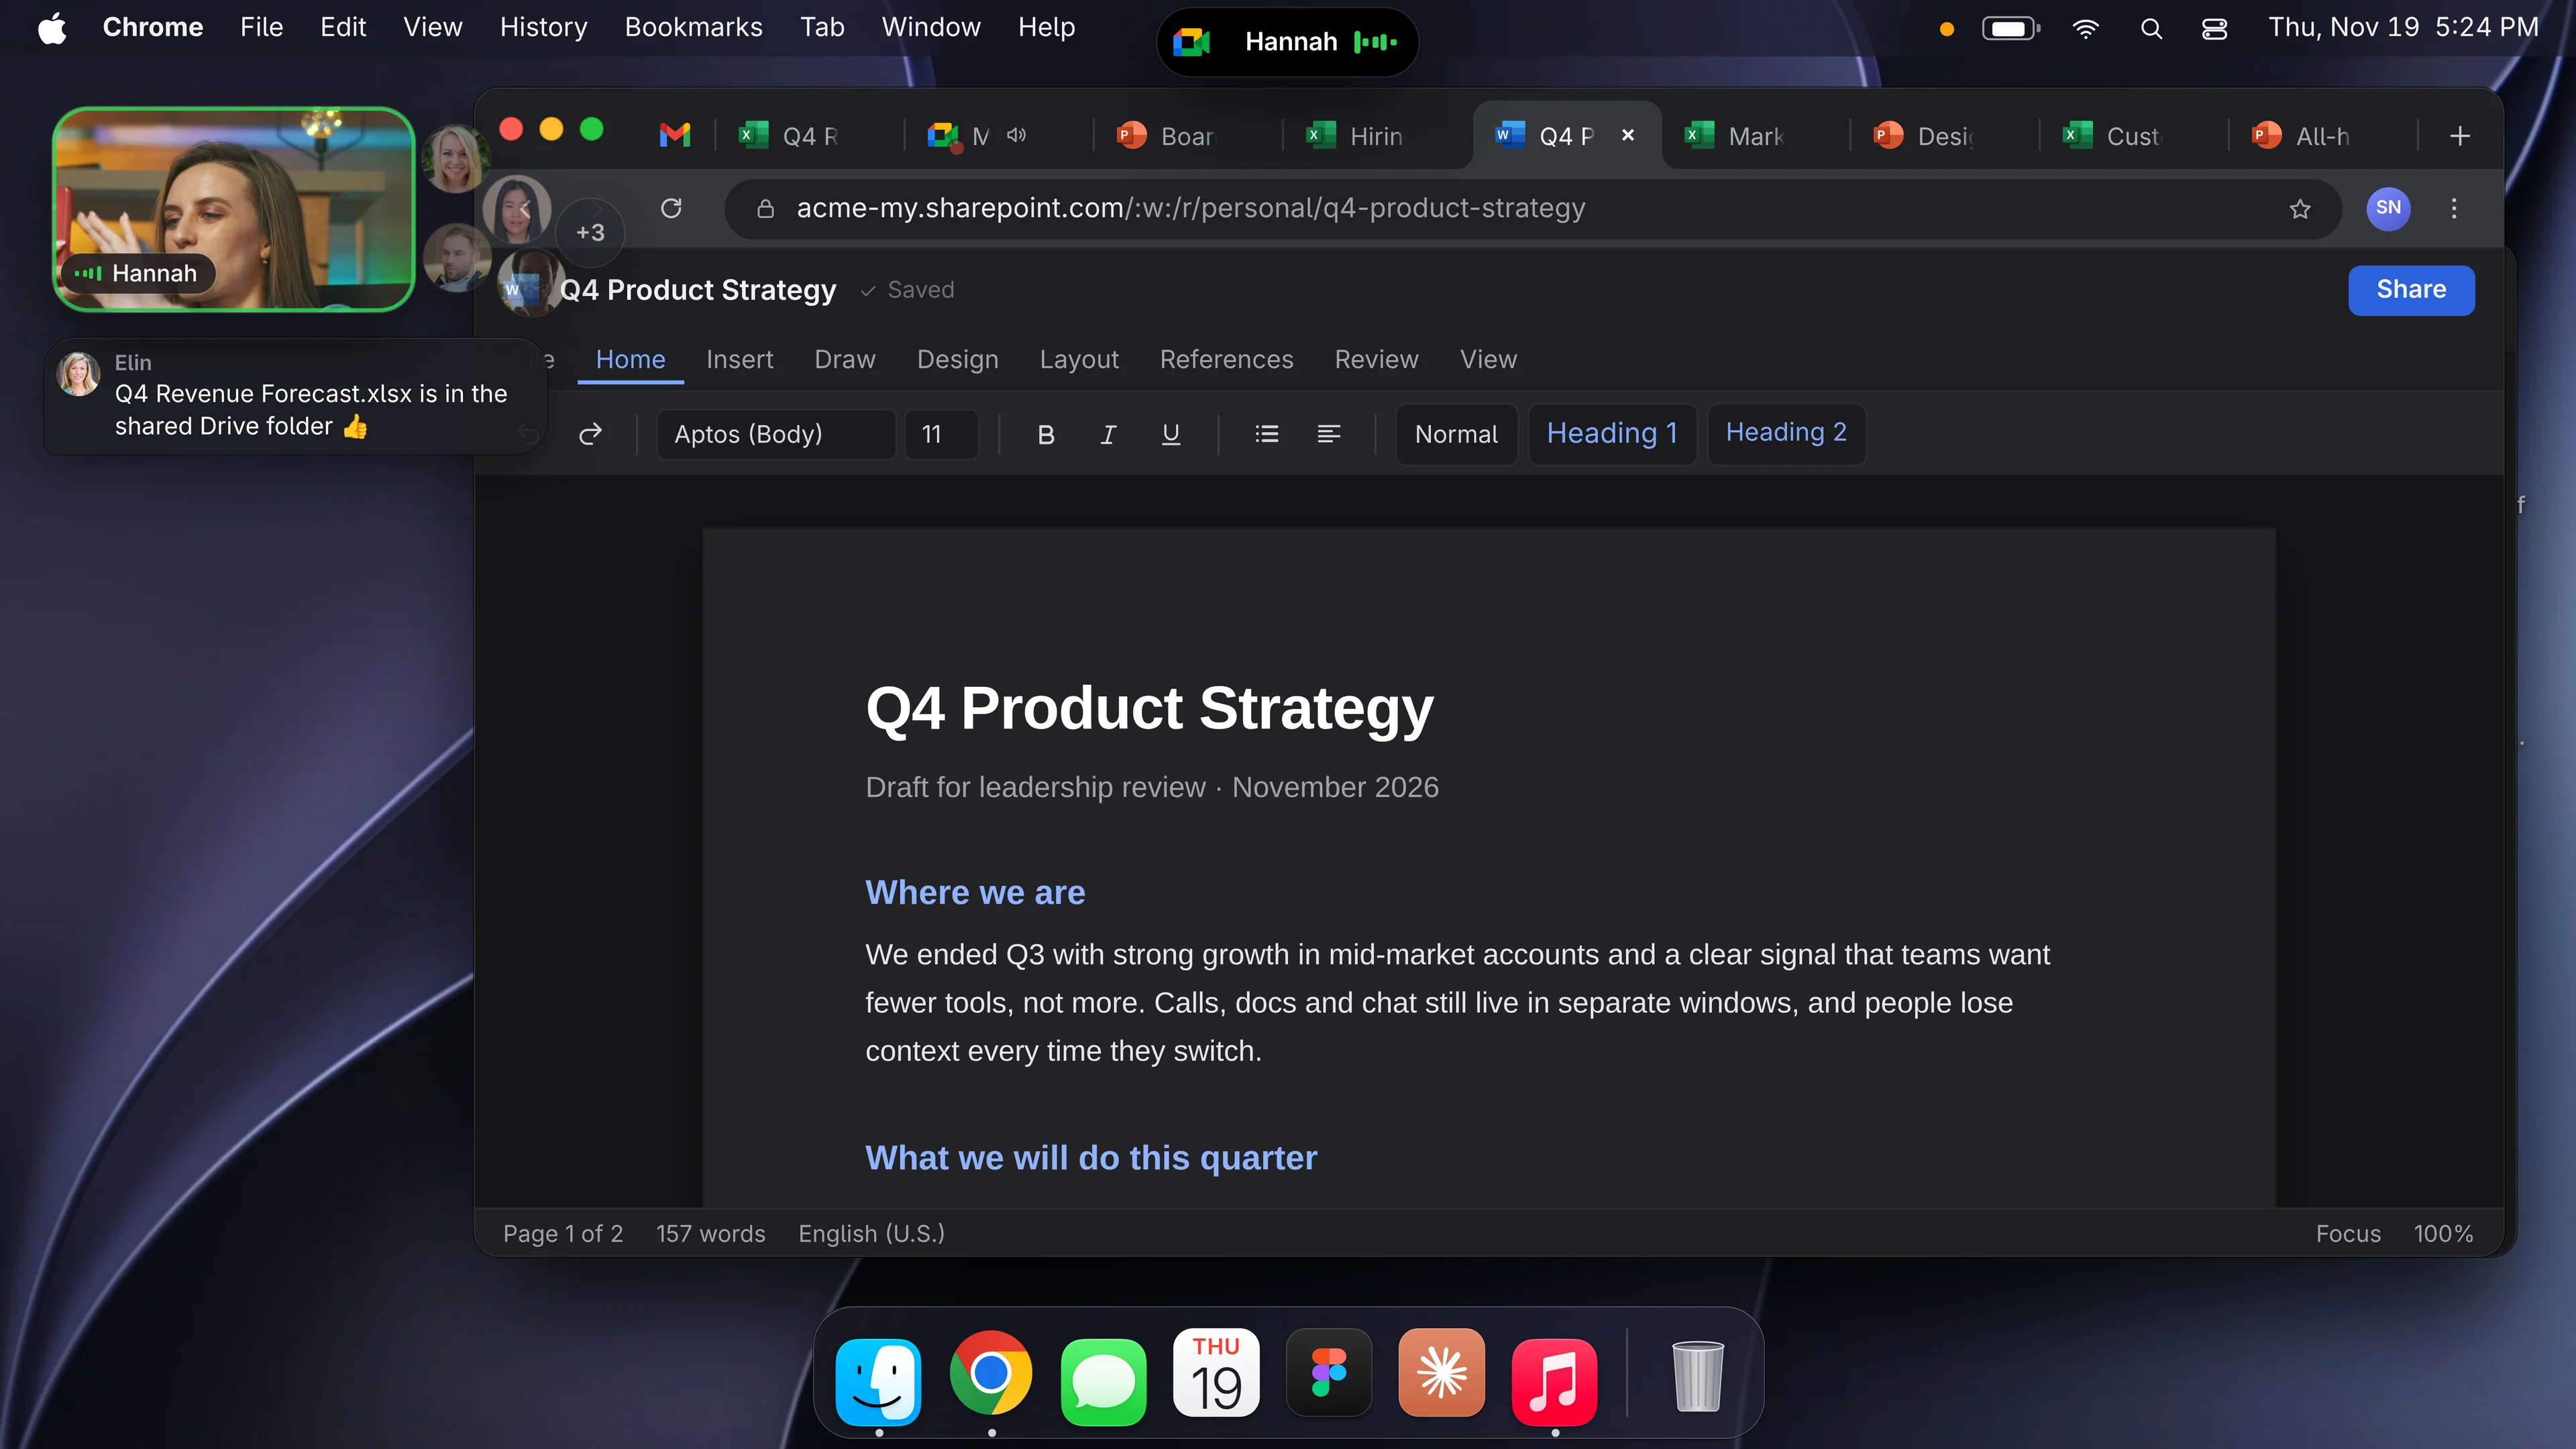 Chrome File Edit View History Bookmarks Tab Window Help
Hannah
Thu, Nov 19 5:24 PM
Hannah
+3
Elin
Q4 Revenue Forecast.xlsx is in the
shared Drive folder 👍
Q4 R
M
Boar
Hirin
Q4 P
Mark
Desi
Cust
All-h
acme-my.sharepoint.com/:w:/r/personal/q4-product-strategy
SN
W
Q4 Product Strategy Saved
Share
File Home Insert Draw Design Layout References Review View
Aptos (Body) 11 B I U Normal Heading 1 Heading 2
Q4 Product Strategy
Draft for leadership review · November 2026
Where we are
We ended Q3 with strong growth in mid-market accounts and a clear signal that teams want
fewer tools, not more. Calls, docs and chat still live in separate windows, and people lose
context every time they switch.
What we will do this quarter
Page 1 of 2 157 words English (U.S.)
Focus 100%
THU
19